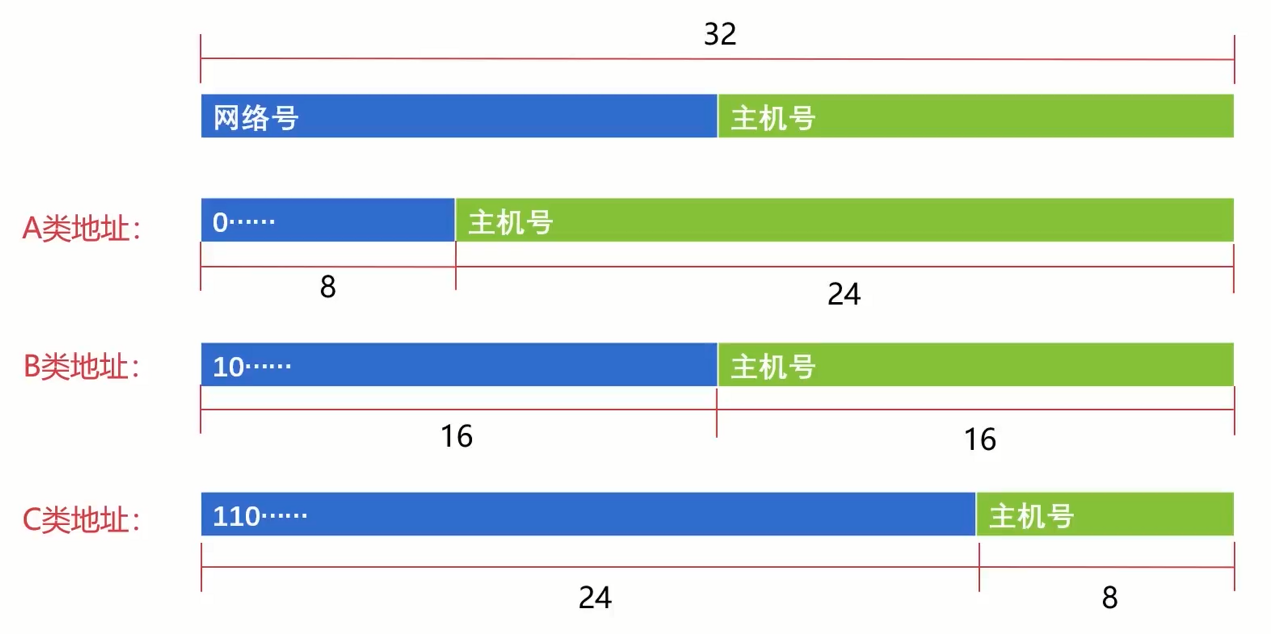 32
网络号 主机号
A类地址： 0⋯⋯ 主机号
8 24
B类地址： 10⋯⋯ 主机号
16 16
C类地址： 110⋯⋯ 主机号
24 8